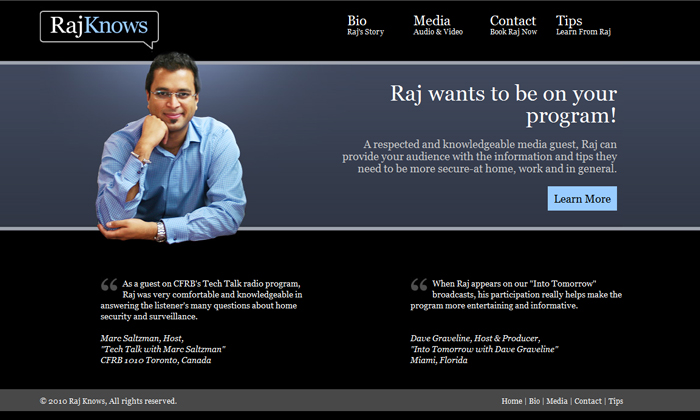 RajKnows
Bio
Raj's Story
Media
Audio & Video
Contact
Book Raj Now
Tips
Learn From Raj
Raj wants to be on your
program!
A respected and knowledgeable media guest, Raj can
provide your audience with the information and tips they
need to be more secure-at home, work and in general.
Learn More
“ As a guest on CFRB's Tech Talk radio program,
Raj was very comfortable and knowledgeable in
answering the listener's many questions about home
security and surveillance.
Marc Saltzman, Host,
"Tech Talk with Marc Saltzman"
CFRB 1010 Toronto, Canada
“ When Raj appears on our "Into Tomorrow"
broadcasts, his participation really helps make the
program more entertaining and informative.
Dave Graveline, Host & Producer,
"Into Tomorrow with Dave Graveline"
Miami, Florida
© 2010 Raj Knows, All rights reserved.
Home | Bio | Media | Contact | Tips